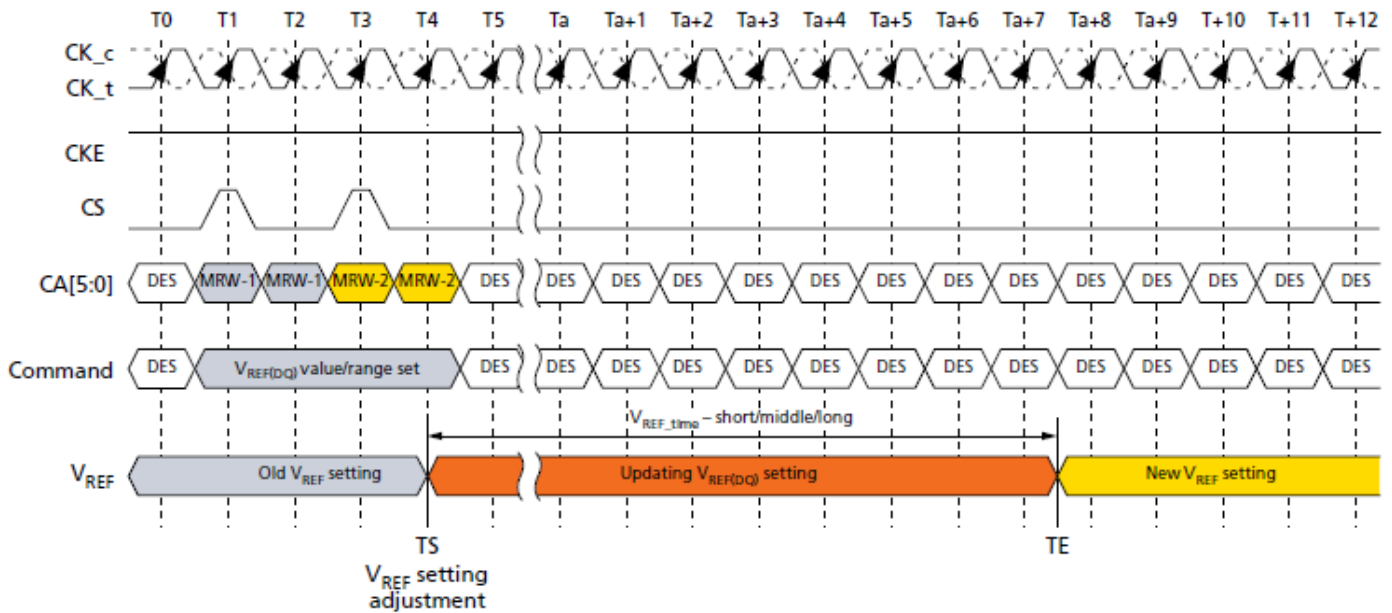 T0 T1 T2 T3 T4 T5 Ta Ta+1 Ta+2 Ta+3 Ta+4 Ta+5 Ta+6 Ta+7 Ta+8 Ta+9 T+10 T+11 T+12
CK_c
CK_t
CKE
CS
CA[5:0] DES MRW-1 MRW-1 MRW-2 MRW-2 DES DES DES DES DES DES DES DES DES DES DES DES DES DES
Command DES VREF(DQ) value/range set DES DES DES DES DES DES DES DES DES DES DES DES DES DES
VREF_time – short/middle/long
VREF Old VREF setting Updating VREF(DQ) setting New VREF setting
TS TE
VREF setting
adjustment